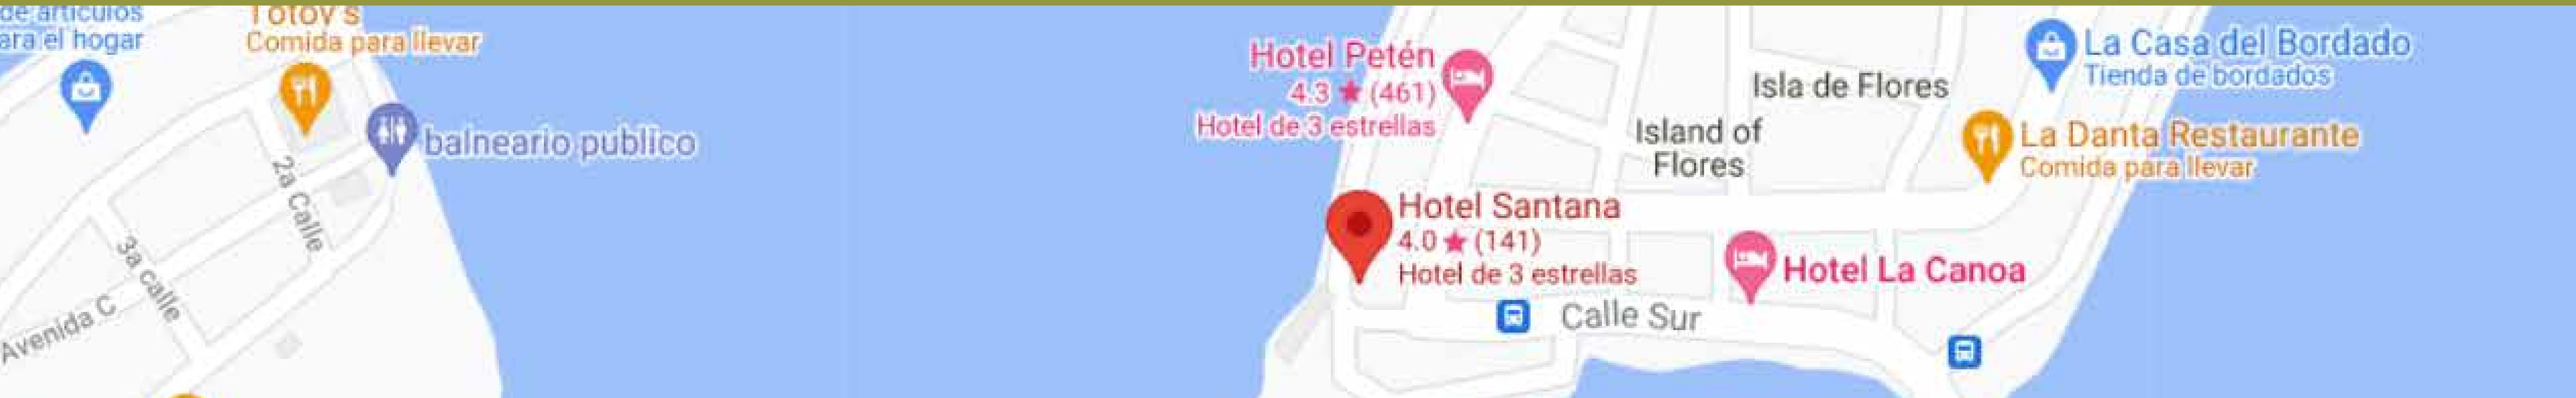 de artículos
ara el hogar
Totoy's
Comida para llevar
balneario publico
2a Calle
3a calle
Avenida C
Hotel Petén
4.3 ★ (461)
Hotel de 3 estrellas
Isla de Flores
Island of
Flores
La Casa del Bordado
Tienda de bordados
La Danta Restaurante
Comida para llevar
Hotel Santana
4.0 ★ (141)
Hotel de 3 estrellas
Hotel La Canoa
Calle Sur